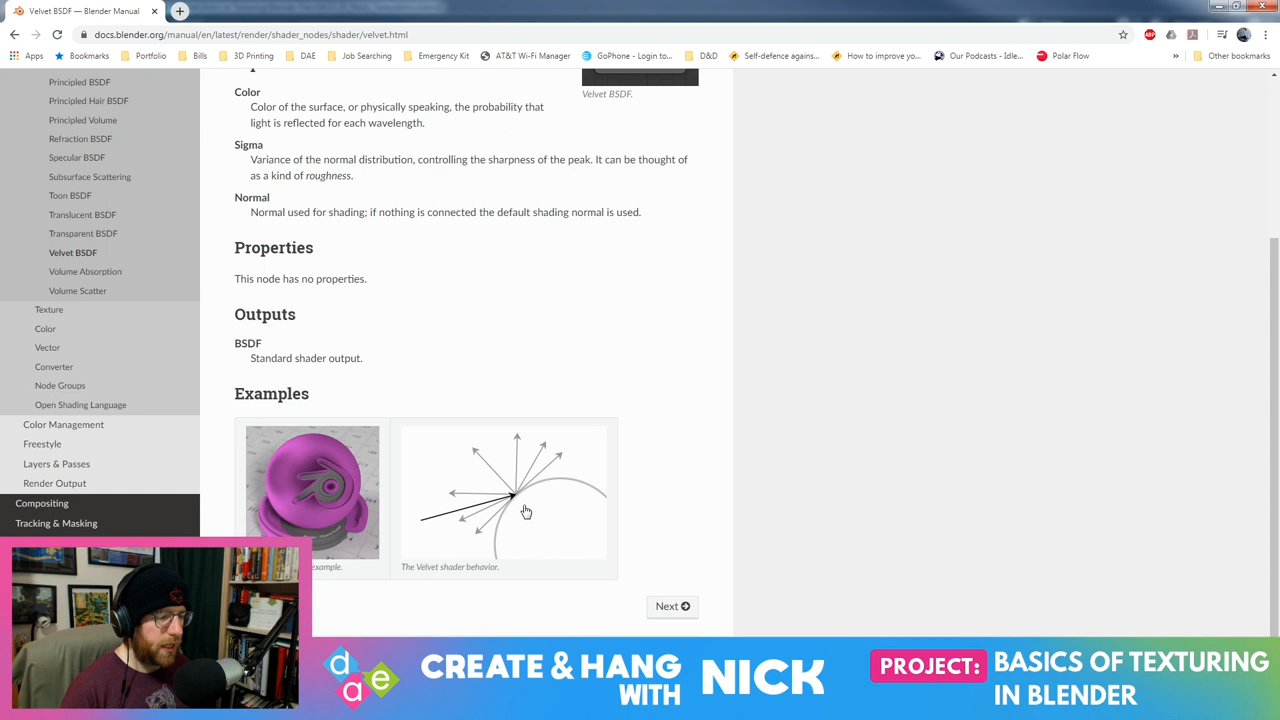 Velvet BSDF — Blender Manual
docs.blender.org/manual/en/latest/render/shader_nodes/shader/velvet.html
Apps Bookmarks Portfolio Bills 3D Printing DAE Job Searching Emergency Kit AT&T Wi-Fi Manager GoPhone - Login to... D&D Self-defence agains... How to improve yo... Our Podcasts - Idle... Polar Flow » Other bookmarks
Principled BSDF
Principled Hair BSDF
Principled Volume
Refraction BSDF
Specular BSDF
Subsurface Scattering
Toon BSDF
Translucent BSDF
Transparent BSDF
Velvet BSDF
Volume Absorption
Volume Scatter
Texture
Color
Vector
Converter
Node Groups
Open Shading Language
Color Management
Freestyle
Layers & Passes
Render Output
Compositing
Tracking & Masking
Velvet BSDF.
Color
Color of the surface, or physically speaking, the probability that
light is reflected for each wavelength.
Sigma
Variance of the normal distribution, controlling the sharpness of the peak. It can be thought of
as a kind of roughness.
Normal
Normal used for shading; if nothing is connected the default shading normal is used.
Properties
This node has no properties.
Outputs
BSDF
Standard shader output.
Examples
example.
The Velvet shader behavior.
Next
dae
CREATE & HANG
WITH
NICK
PROJECT:
BASICS OF TEXTURING
IN BLENDER